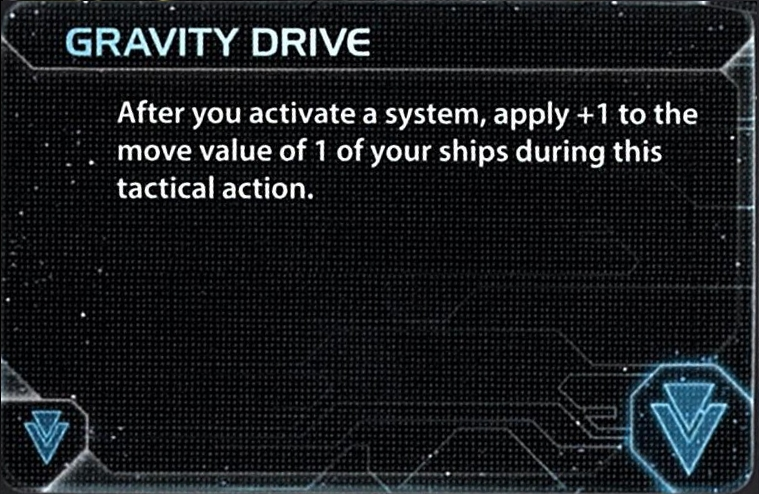 GRAVITY DRIVE
After you activate a system, apply +1 to the
move value of 1 of your ships during this
tactical action.